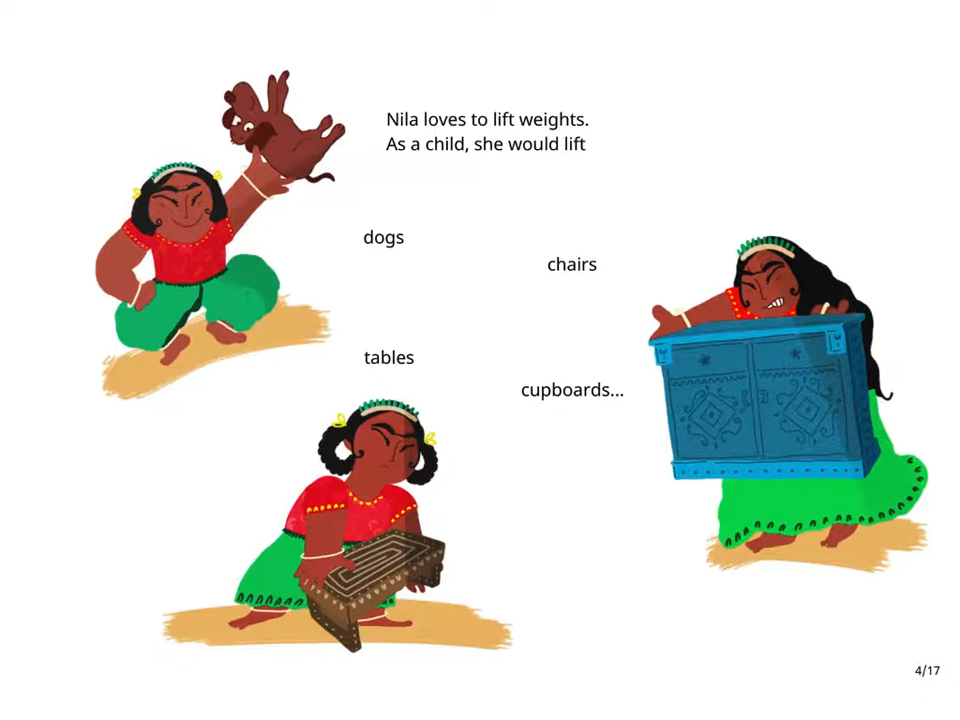 Nila loves to lift weights.
As a child, she would lift
dogs
chairs
tables
cupboards...
4/17